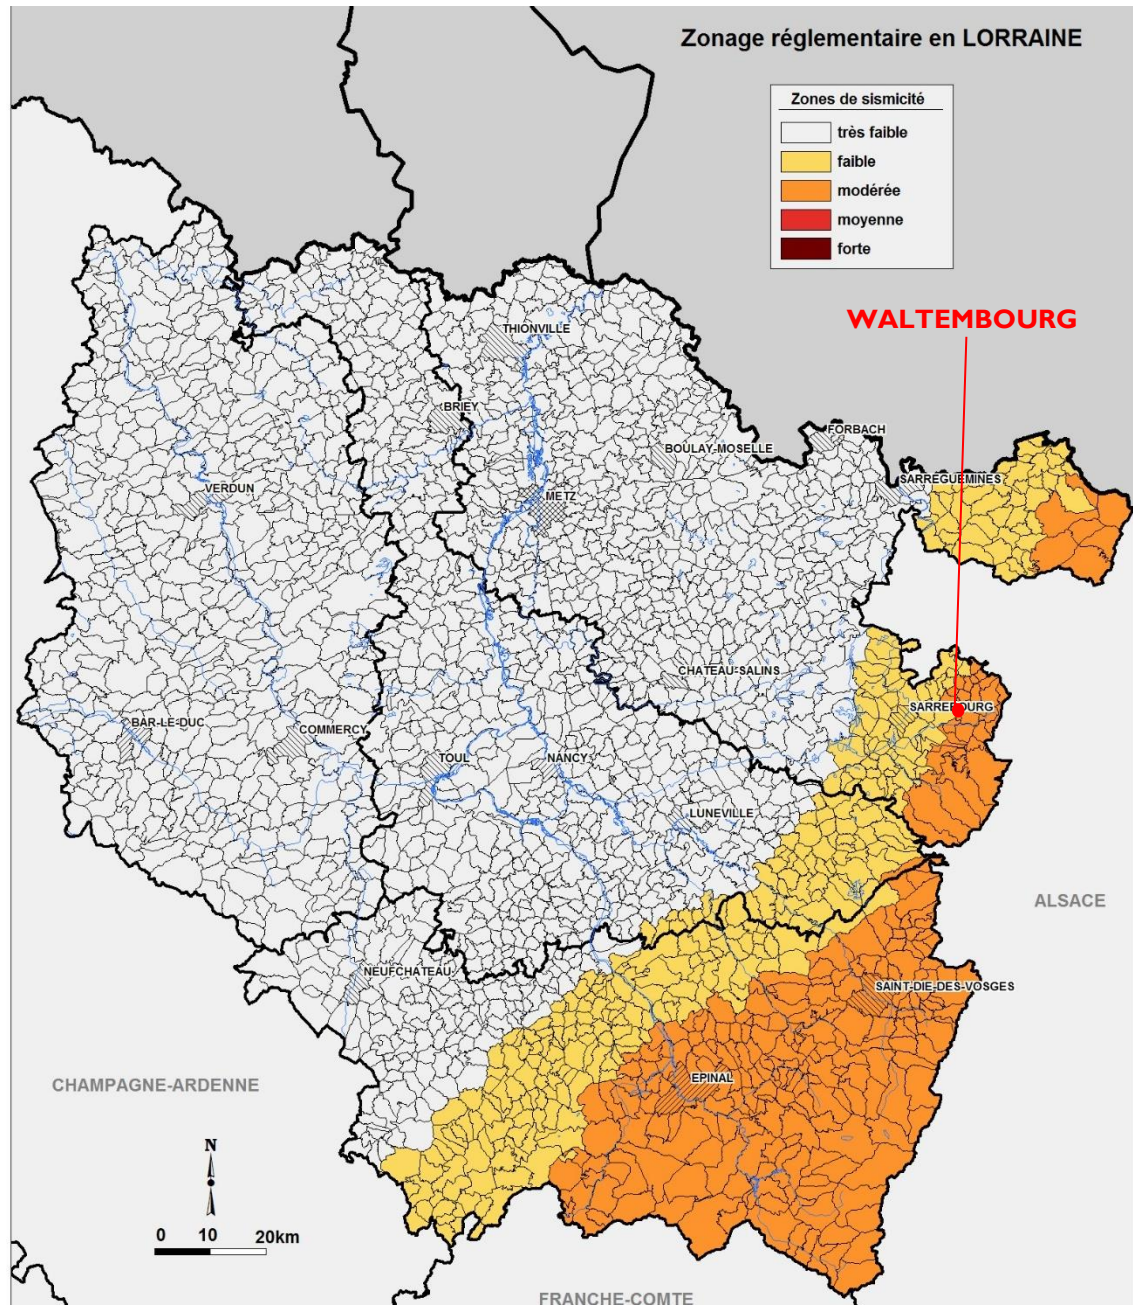 Zonage réglementaire en LORRAINE
Zones de sismicité
très faible
faible
modérée
moyenne
forte
WALTEMBOURG
THIONVILLE
BRIEY
FORBACH
BOULAY-MOSELLE
SARREGUEMINES
VERDUN
METZ
CHATEAU-SALINS
SARREBOURG
BAR-LE-DUC
COMMERCY
TOUL
NANCY
LUNEVILLE
ALSACE
NEUFCHATEAU
SAINT-DIE-DES-VOSGES
CHAMPAGNE-ARDENNE
EPINAL
N
0 10 20km
FRANCHE-COMTE